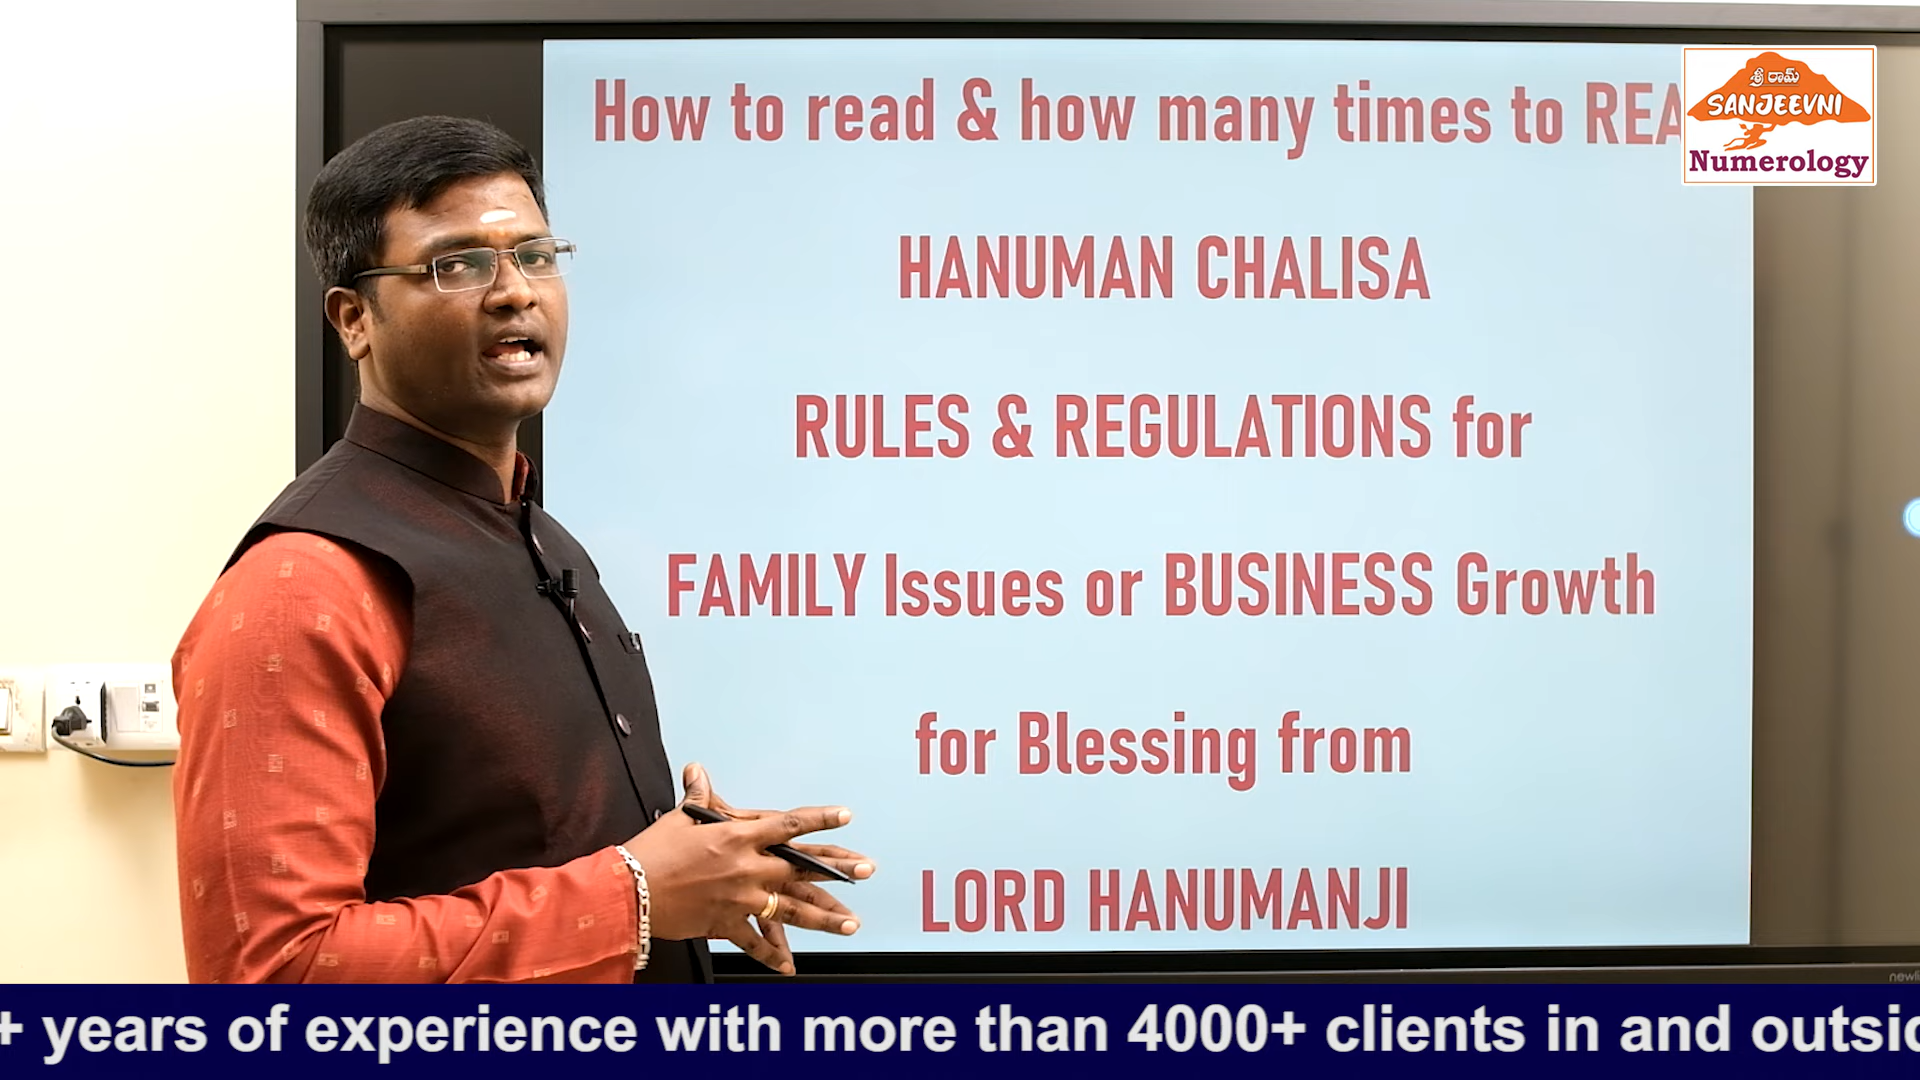 How to read & how many times to REA
శ్రీ రామ్
SANJEEVNI
Numerology
HANUMAN CHALISA
RULES & REGULATIONS for
FAMILY Issues or BUSINESS Growth
for Blessing from
LORD HANUMANJI
newli
+ years of experience with more than 4000+ clients in and outsid